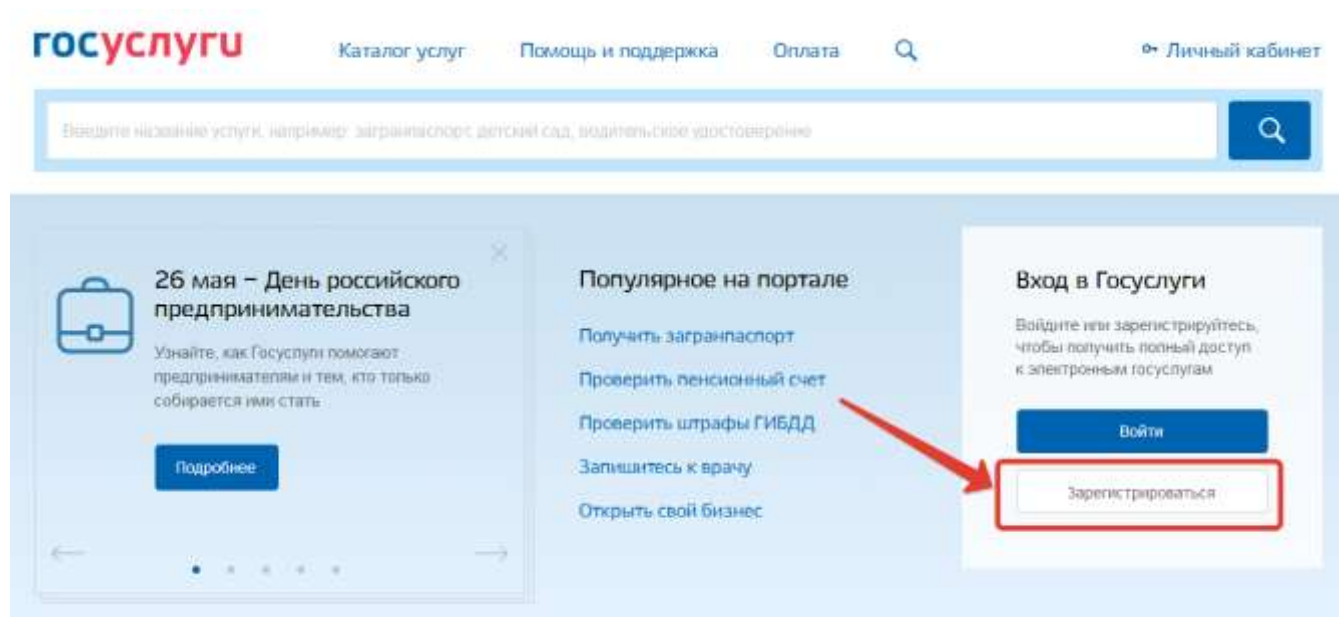 госуслуги
Каталог услуг
Помощь и поддержка
Оплата
Личный кабинет
Введите название услуги, например: загранпаспорт, детский сад, водительское удостоверение
26 мая – День российского
предпринимательства
Узнайте, как Госуслуги помогают
предпринимателям и тем, кто только
собирается ими стать
Подробнее
Популярное на портале
Получить загранпаспорт
Проверить пенсионный счет
Проверить штрафы ГИБДД
Запишитесь к врачу
Открыть свой бизнес
Вход в Госуслуги
Войдите или зарегистрируйтесь,
чтобы получить полный доступ
к электронным госуслугам
Войти
Зарегистрироваться